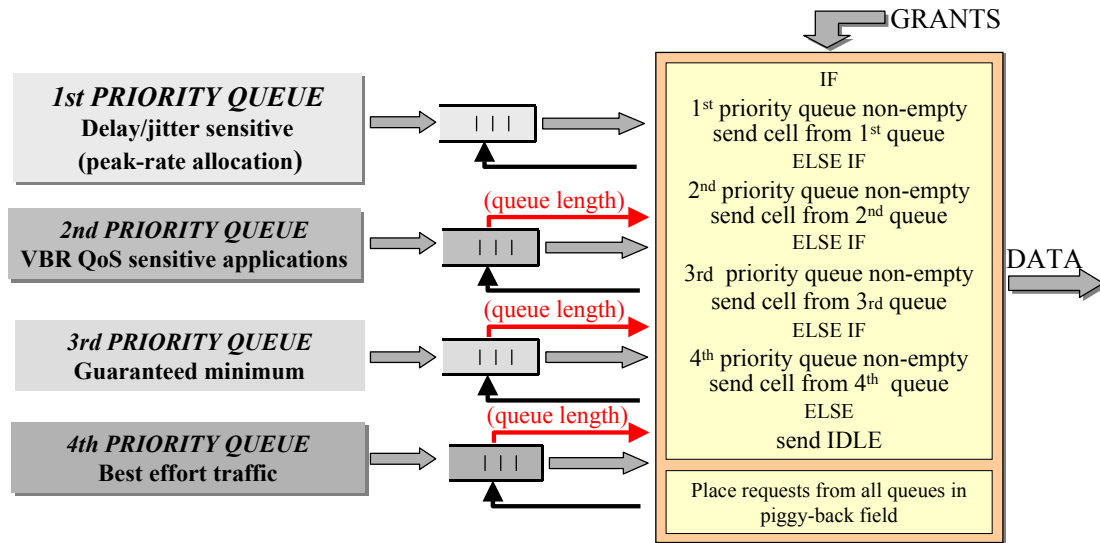 GRANTS
1st PRIORITY QUEUE
Delay/jitter sensitive
(peak-rate allocation)
(queue length)
2nd PRIORITY QUEUE
VBR QoS sensitive applications
(queue length)
3rd PRIORITY QUEUE
Guaranteed minimum
(queue length)
4th PRIORITY QUEUE
Best effort traffic
IF
1st priority queue non-empty
send cell from 1st queue
ELSE IF
2nd priority queue non-empty
send cell from 2nd queue
ELSE IF
3rd priority queue non-empty
send cell from 3rd queue
ELSE IF
4th priority queue non-empty
send cell from 4th queue
ELSE
send IDLE
Place requests from all queues in
piggy-back field
DATA